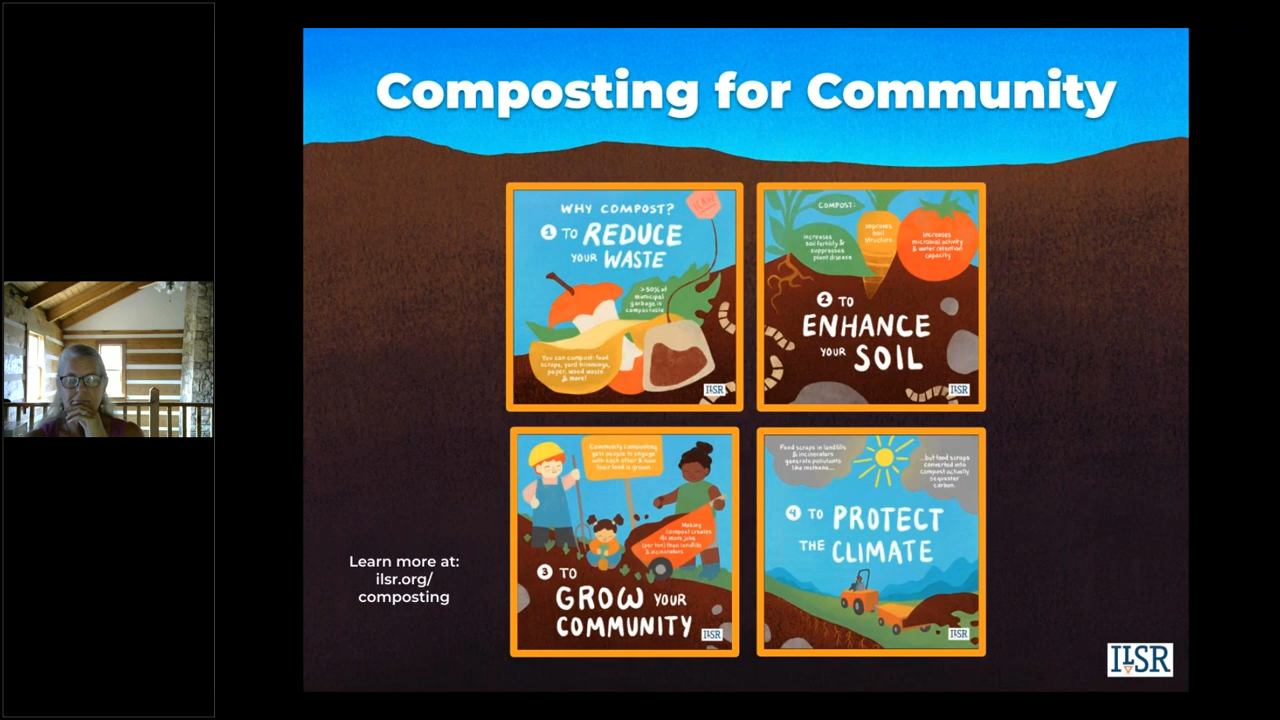 Composting for Community
WHY COMPOST?
1 TO REDUCE
YOUR WASTE
>50% of
municipal
garbage is
compostable
You can compost: food
scraps, yard trimmings,
paper, wood waste
& more!
ILSR
COMPOST:
increases
soil fertility &
suppresses
plant disease
improves
soil
structure
increases
microbial activity
& water retention
capacity
2 TO
ENHANCE
YOUR SOIL
ILSR
Community composting
gets people to engage
with each other & how
their food is grown.
Making
compost creates
4x more jobs
(per ton) than landfills
& incinerators
3 TO
GROW YOUR
COMMUNITY
ILSR
Food scraps in landfills
& incinerators
generate pollutants
like methane...
...but food scraps
converted into
compost actually
sequester
carbon.
4 TO PROTECT
THE CLIMATE
ILSR
Learn more at:
ilsr.org/
composting
ILSR